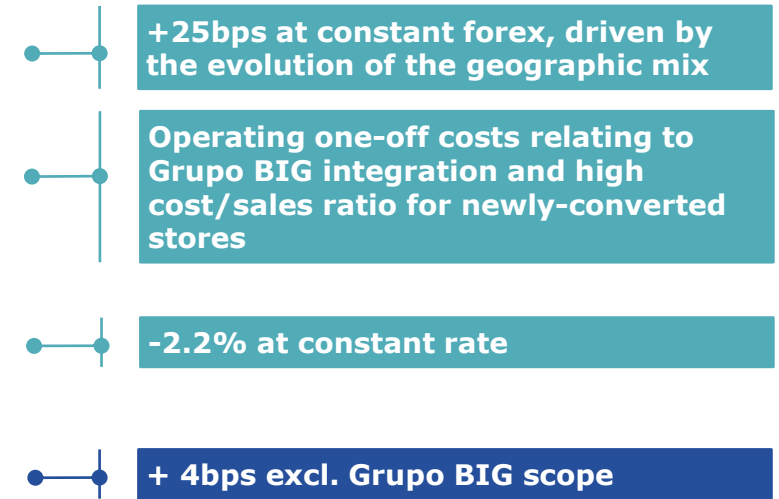 +25bps at constant forex, driven by
the evolution of the geographic mix
Operating one-off costs relating to
Grupo BIG integration and high
cost/sales ratio for newly-converted
stores
-2.2% at constant rate
+ 4bps excl. Grupo BIG scope